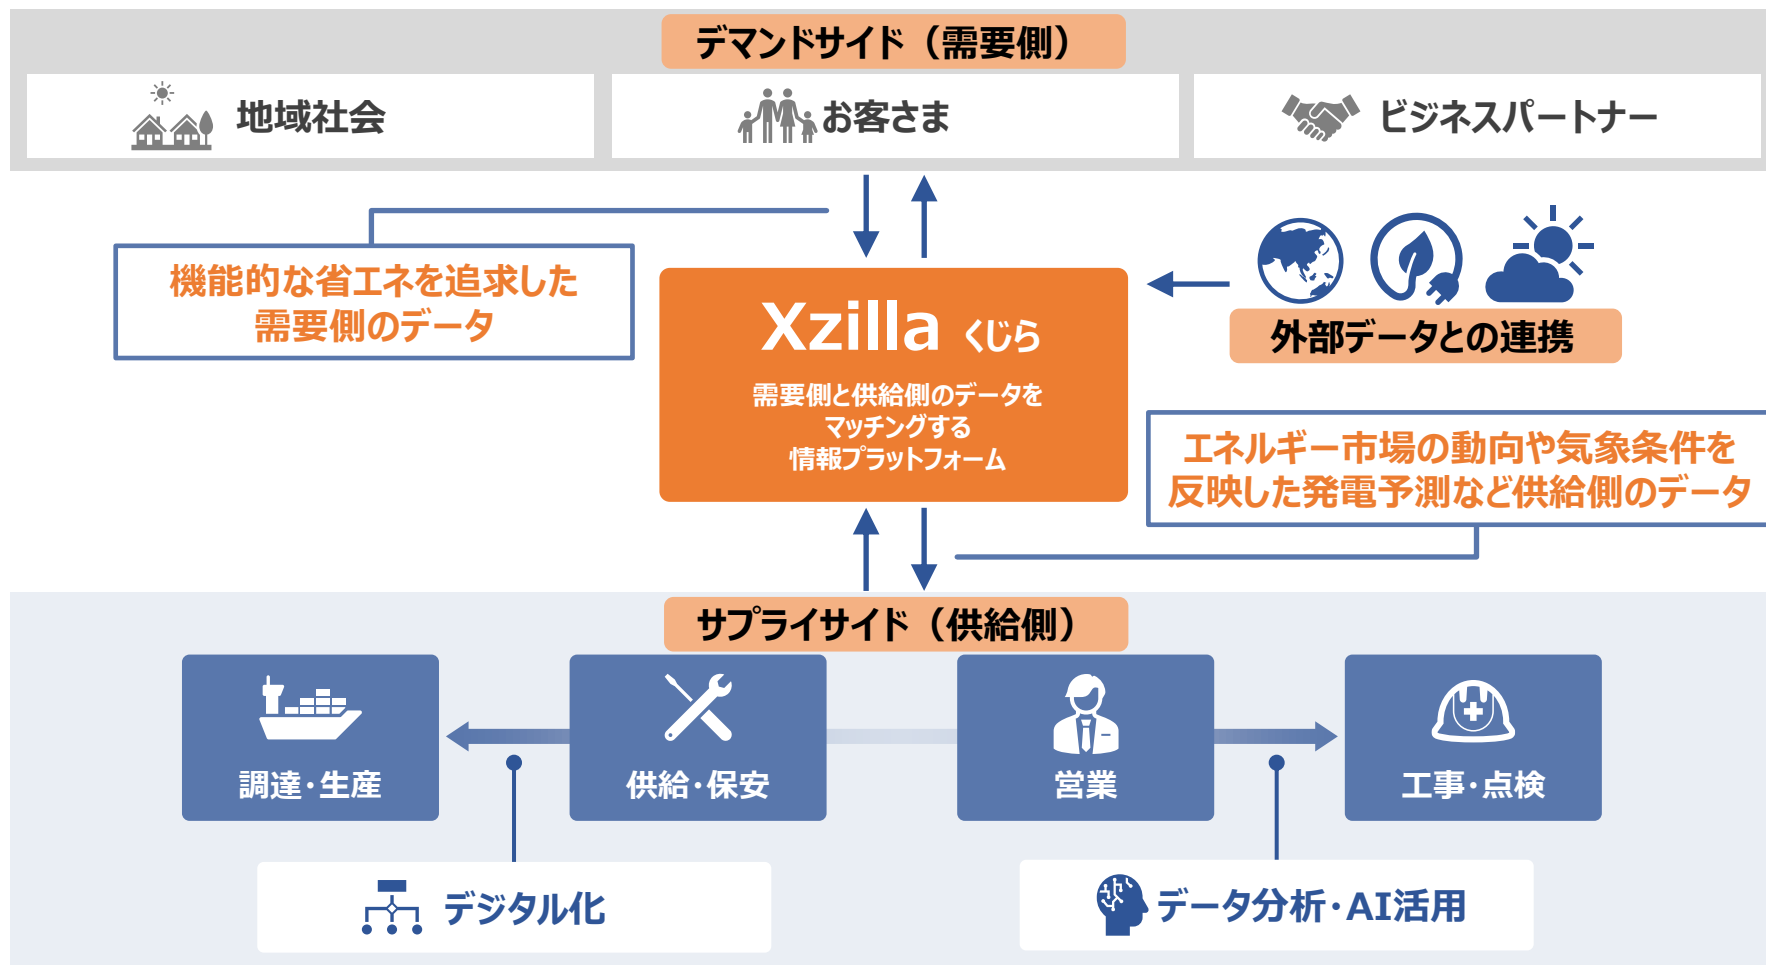 デマンドサイド（需要側）
地域社会
お客さま
ビジネスパートナー
機能的な省エネを追求した
需要側のデータ
Xzilla くじら
需要側と供給側のデータを
マッチングする
情報プラットフォーム
外部データとの連携
エネルギー市場の動向や気象条件を
反映した発電予測など供給側のデータ
サプライサイド（供給側）
調達・生産
供給・保安
営業
工事・点検
デジタル化
データ分析・AI活用